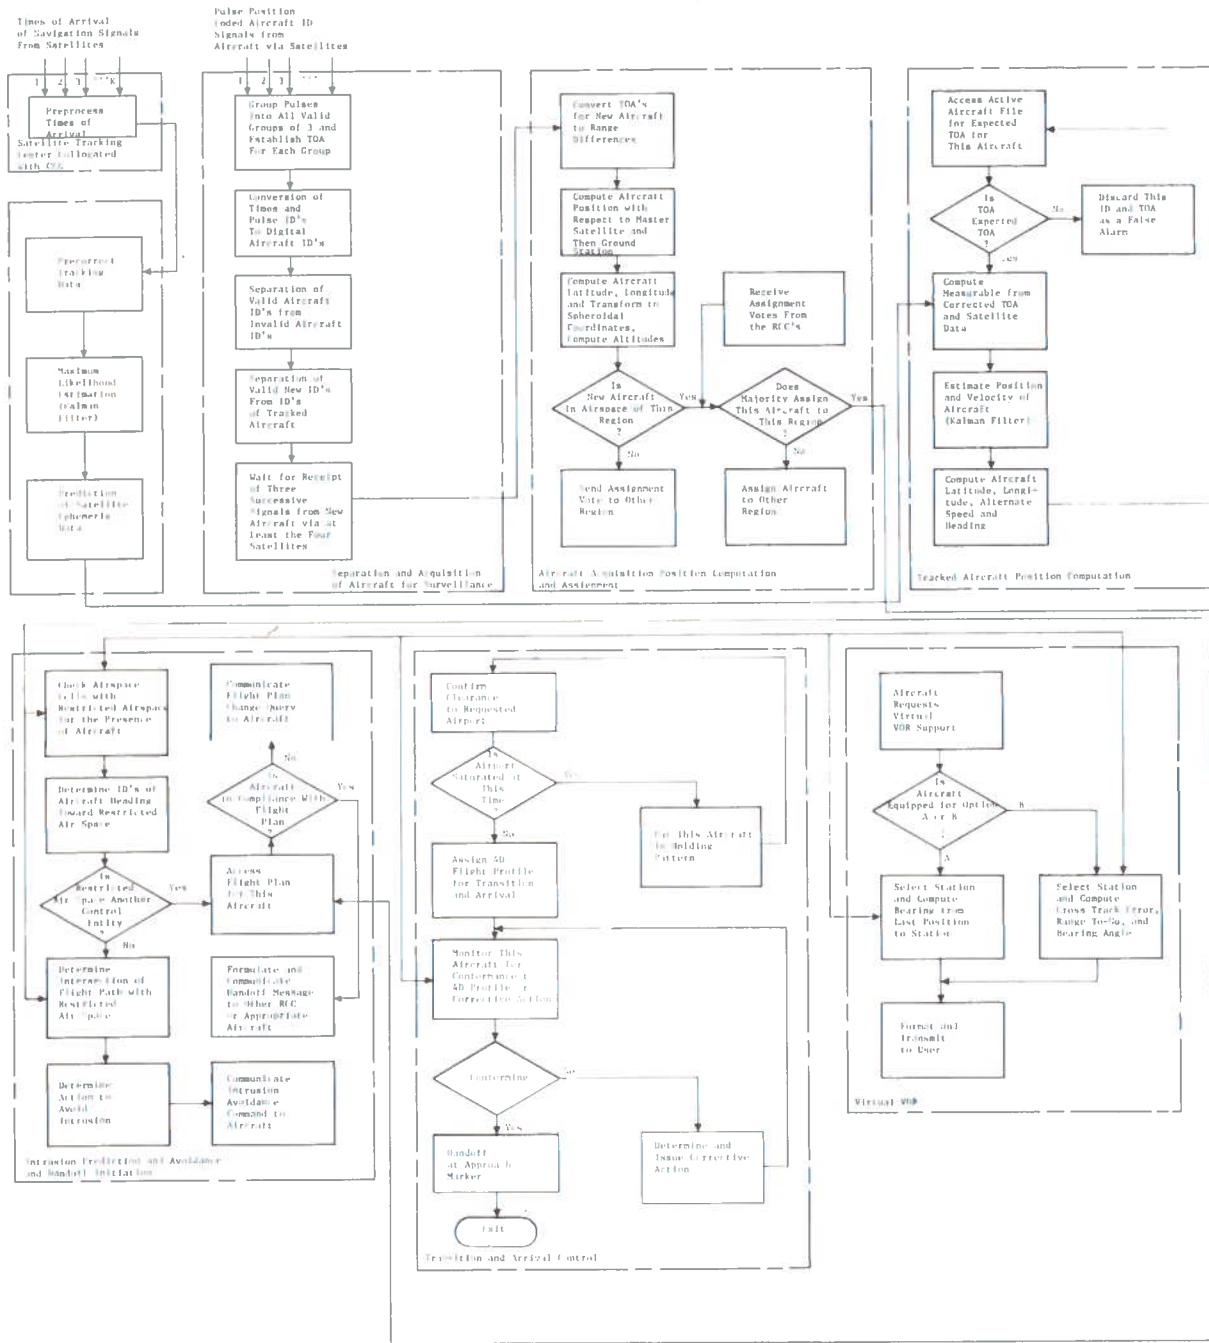 Times of Arrival
of Navigation Signals
From Satellites
1 2 3 K
Preprocess
Times of
Arrival
Satellite Tracking
Center Collocated
with
Precorrect
Tracking
Data
Maximum
Likelihood
Estimation
(Kalman
Filter)
Prediction
of Satellite
Ephemeris
Data
Pulse Position
Coded Aircraft ID
Signals from
Aircraft via Satellites
1 2 3
Group Pulses
Into All Valid
Groups of 3 and
Establish TOA
For Each Group
Conversion of
Times and
Pulse ID's
To Digital
Aircraft ID's
Separation of
Valid Aircraft
ID's from
Invalid Aircraft
ID's
Separation of
Valid New ID's
From ID's
of Tracked
Aircraft
Wait for Receipt
of Three
Successive
Signals from New
Aircraft via at
least the Four
Satellites
Separation and Acquisition
of Aircraft for Surveillance
Convert TOA's
for New Aircraft
to Range
Differences
Compute Aircraft
Position with
Respect to Master
Satellite and
Then Ground
Station
Compute Aircraft
Latitude, Longitude
and Transform to
Spheroidal
Coordinates,
Compute Altitudes
Receive
Assignment
Votes From
the RCC's
Is
New Aircraft
in Airspace of This
Region
?
Yes
No
Does
Majority Assign
This Aircraft to
This Region
?
Yes
No
Send Assignment
Vote to Other
Region
Assign Aircraft
to Other
Region
Aircraft Acquisition Position Computation
and Assignment
Access Active
Aircraft File
for Expected
TOA for
This Aircraft
Is
TOA
Expected
TOA
?
No
Yes
Discard This
ID and TOA
as a False
Alarm
Compute
Measurable from
Corrected TOA
and Satellite
Data
Estimate Position
and Velocity of
Aircraft
(Kalman Filter)
Compute Aircraft
Latitude, Longi-
tude, Alternate
Speed and
Heading
Tracked Aircraft Position Computation
Check Airspace
Cells with
Restricted Airspace
for the Presence
of Aircraft
Determine ID's of
Aircraft Heading
Toward Restricted
Air Space
Is
Restricted
Air Space Another
Control
Entity
?
Yes
No
Determine
Intersection of
Flight Path with
Restricted
Air Space
Determine
Action to
Avoid
Intrusion
Communicate
Flight Plan
Change Query
to Aircraft
No
Is
Aircraft
in Compliance With
Flight
Plan
?
Yes
Access
Flight Plan
for This
Aircraft
Formulate and
Communicate
Handoff Message
to Other RCC
or Appropriate
Aircraft
Communicate
Intrusion
Avoidance
Command to
Aircraft
Intrusion Prediction and Avoidance
and Handoff Initiation
Confirm
Clearance
to Requested
Airport
Is
Airport
Saturated at
This
Time
?
Yes
No
Put This Aircraft
in Holding
Pattern
Assign 4D
Flight Profile
for Transition
and Arrival
Monitor This
Aircraft for
Conformance
4D Profile or
Corrective Action
Conforming
No
Yes
Handoff
at Approach
Marker
Determine and
Issue Corrective
Action
Exit
Transition and Arrival Control
Aircraft
Requests
Virtual
VOR Support
Is
Aircraft
Equipped for Option
A or B
?
B
A
Select Station
and Compute
Bearing from
Last Position
to Station
Select Station
and Compute
Cross Track Error,
Range To-Go, and
Bearing Angle
Format and
Transmit
to User
Virtual VOR